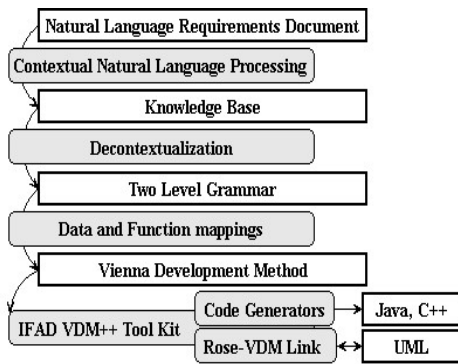 Natural Language Requirements Document
Contextual Natural Language Processing
Knowledge Base
Decontextualization
Two Level Grammar
Data and Function mappings
Vienna Development Method
Code Generators
Java, C++
IFAD VDM++ Tool Kit
Rose-VDM Link
UML